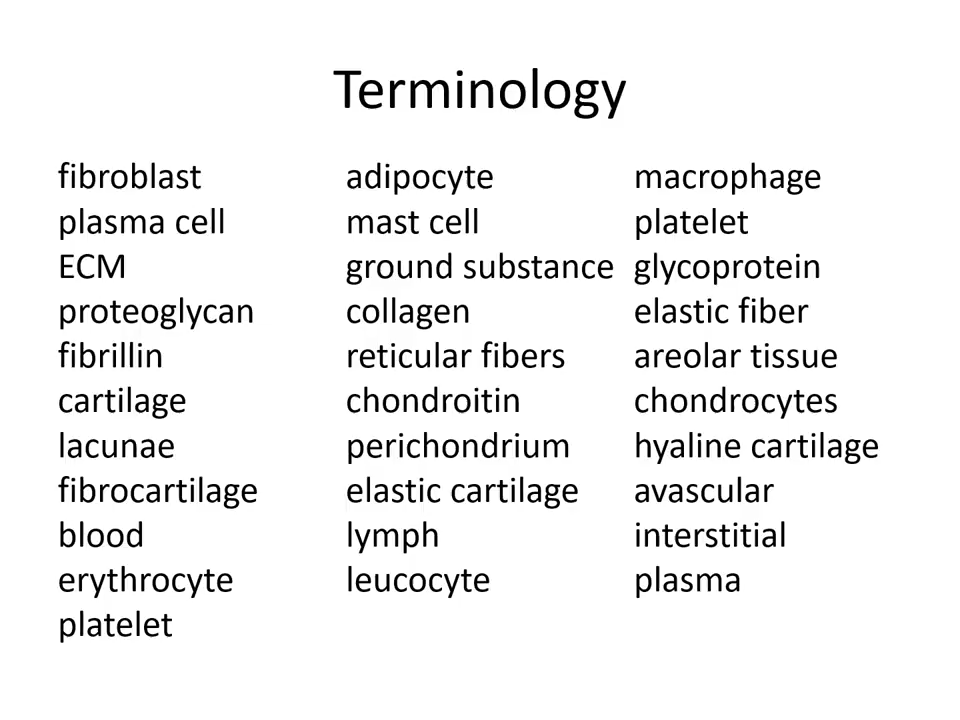 Terminology
fibroblast adipocyte macrophage
plasma cell mast cell platelet
ECM ground substance glycoprotein
proteoglycan collagen elastic fiber
fibrillin reticular fibers areolar tissue
cartilage chondroitin chondrocytes
lacunae perichondrium hyaline cartilage
fibrocartilage elastic cartilage avascular
blood lymph interstitial
erythrocyte leucocyte plasma
platelet